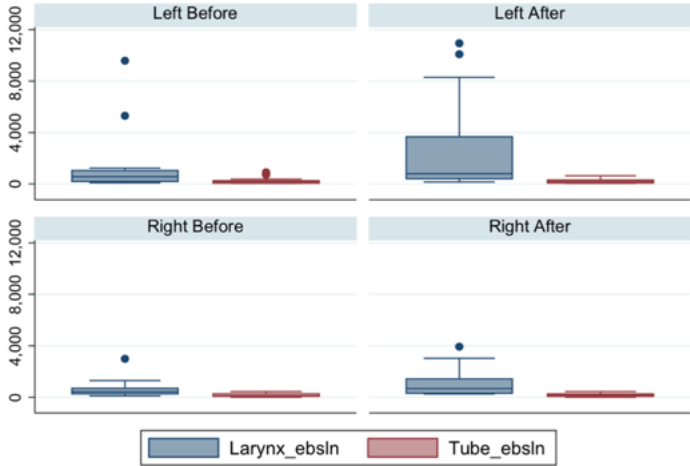 Left Before Left After
12,000
8,000
4,000
0
Right Before Right After
12,000
8,000
4,000
0
Larynx_ebsln Tube_ebsln